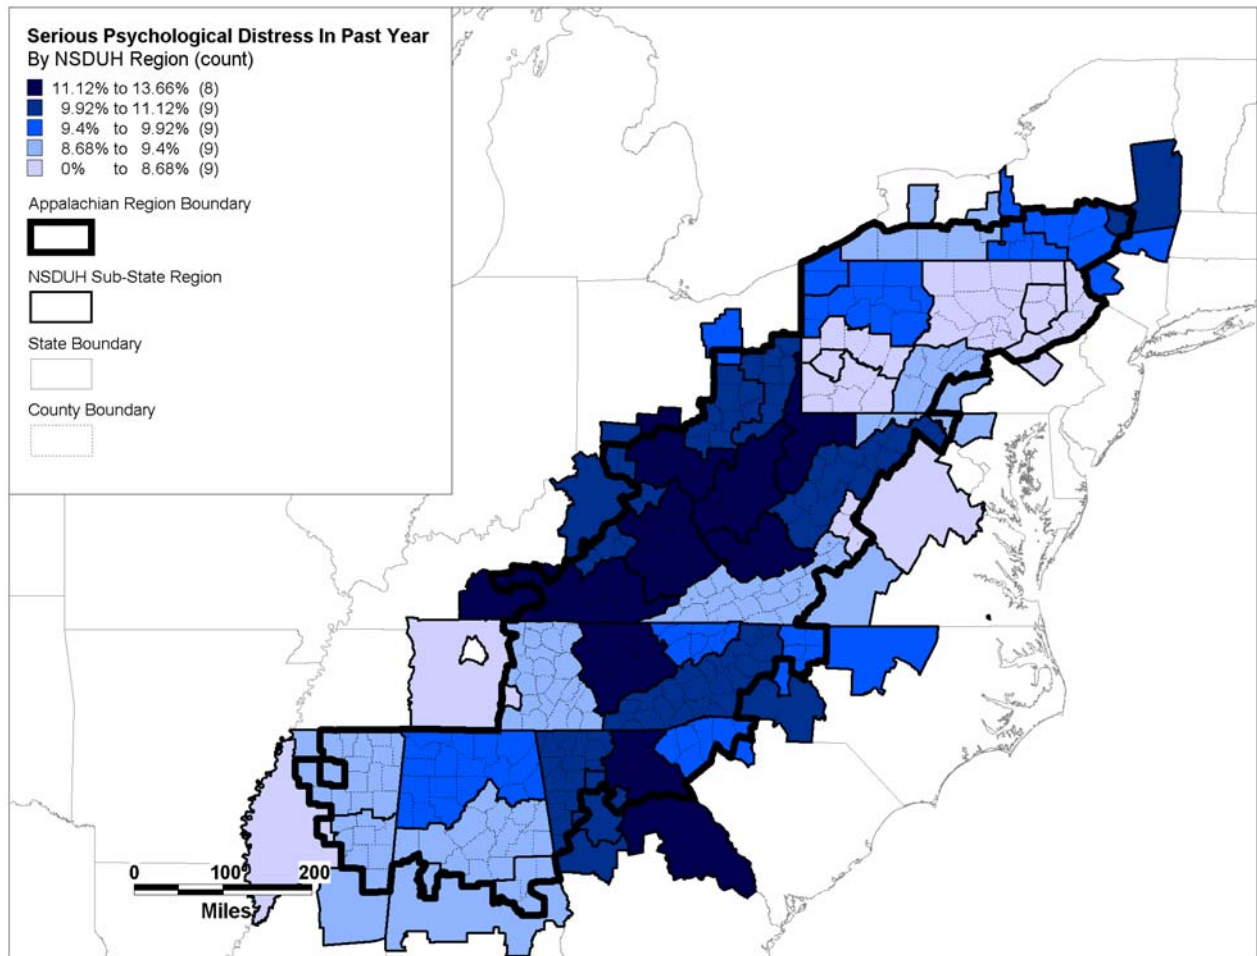 Serious Psychological Distress In Past Year
By NSDUH Region (count)
11.12% to 13.66% (8)
9.92% to 11.12% (9)
9.4% to 9.92% (9)
8.68% to 9.4% (9)
0% to 8.68% (9)
Appalachian Region Boundary
NSDUH Sub-State Region
State Boundary
County Boundary
0 100 200
Miles